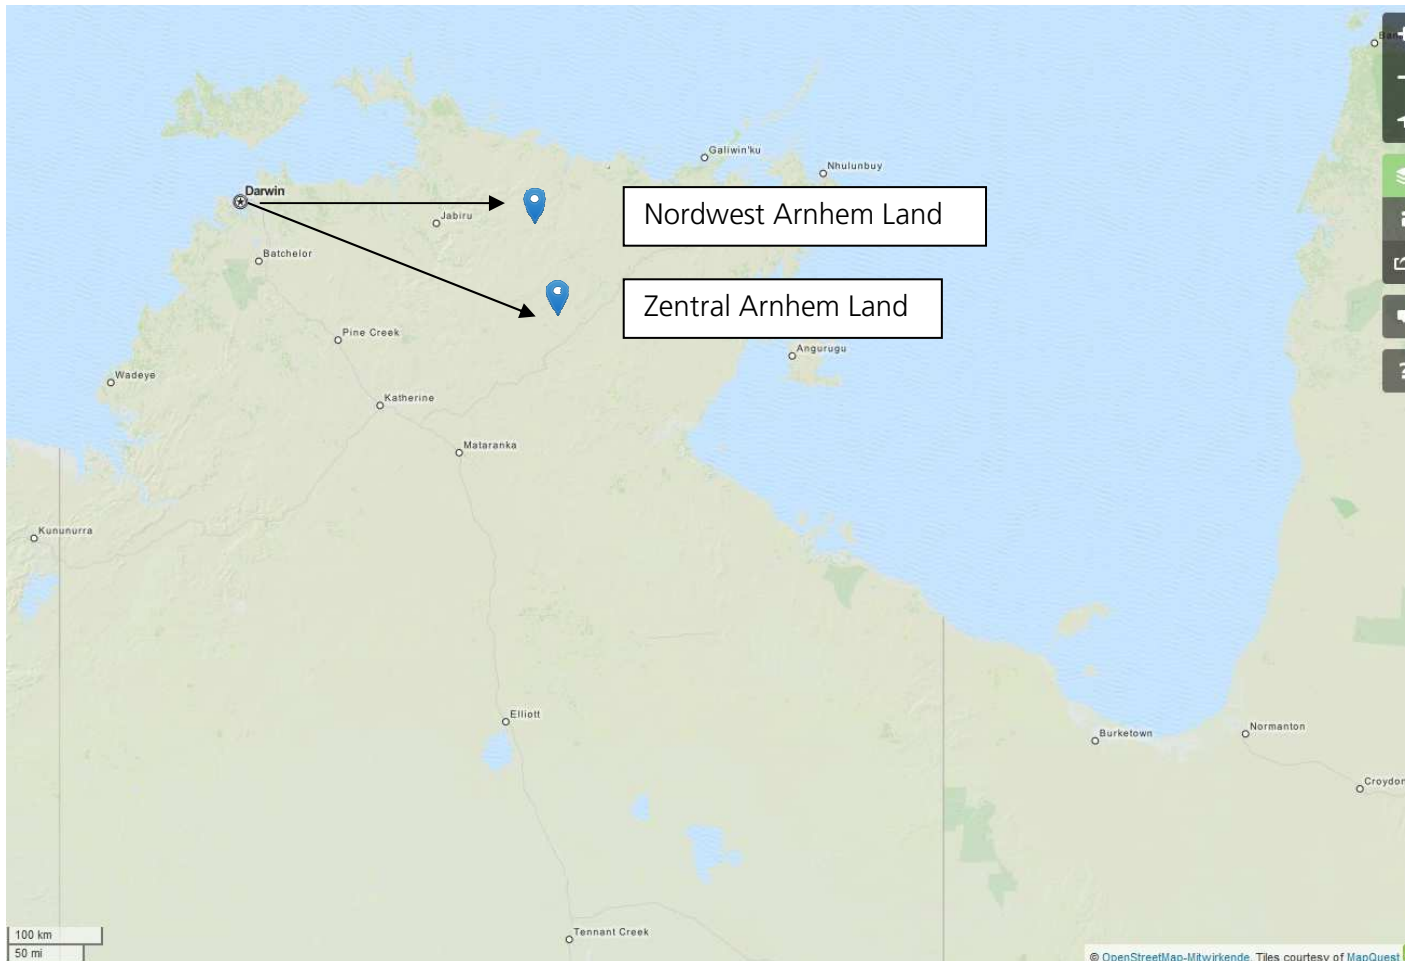 Galiwin'ku
Nhulunbuy
Darwin
Nordwest Arnhem Land
Jabiru
Batchelor
Zentral Arnhem Land
Pine Creek
Angurugu
Wadeye
Katherine
Mataranka
Kununurra
Elliott
Normanton
Burketown
Croydon
Tennant Creek
100 km
50 mi
© OpenStreetMap-Mitwirkende, Tiles courtesy of MapQuest